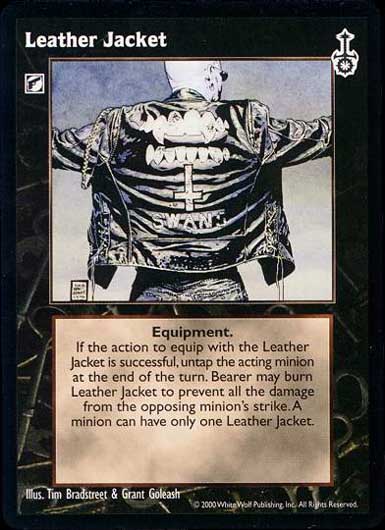 Leather Jacket
SWANS
Equipment.
If the action to equip with the Leather
Jacket is successful, untap the acting minion
at the end of the turn. Bearer may burn
Leather Jacket to prevent all the damage
from the opposing minion's strike. A
minion can have only one Leather Jacket.
Illus. Tim Bradstreet & Grant Goleash
© 2000 White Wolf Publishing, Inc. All Rights Reserved.